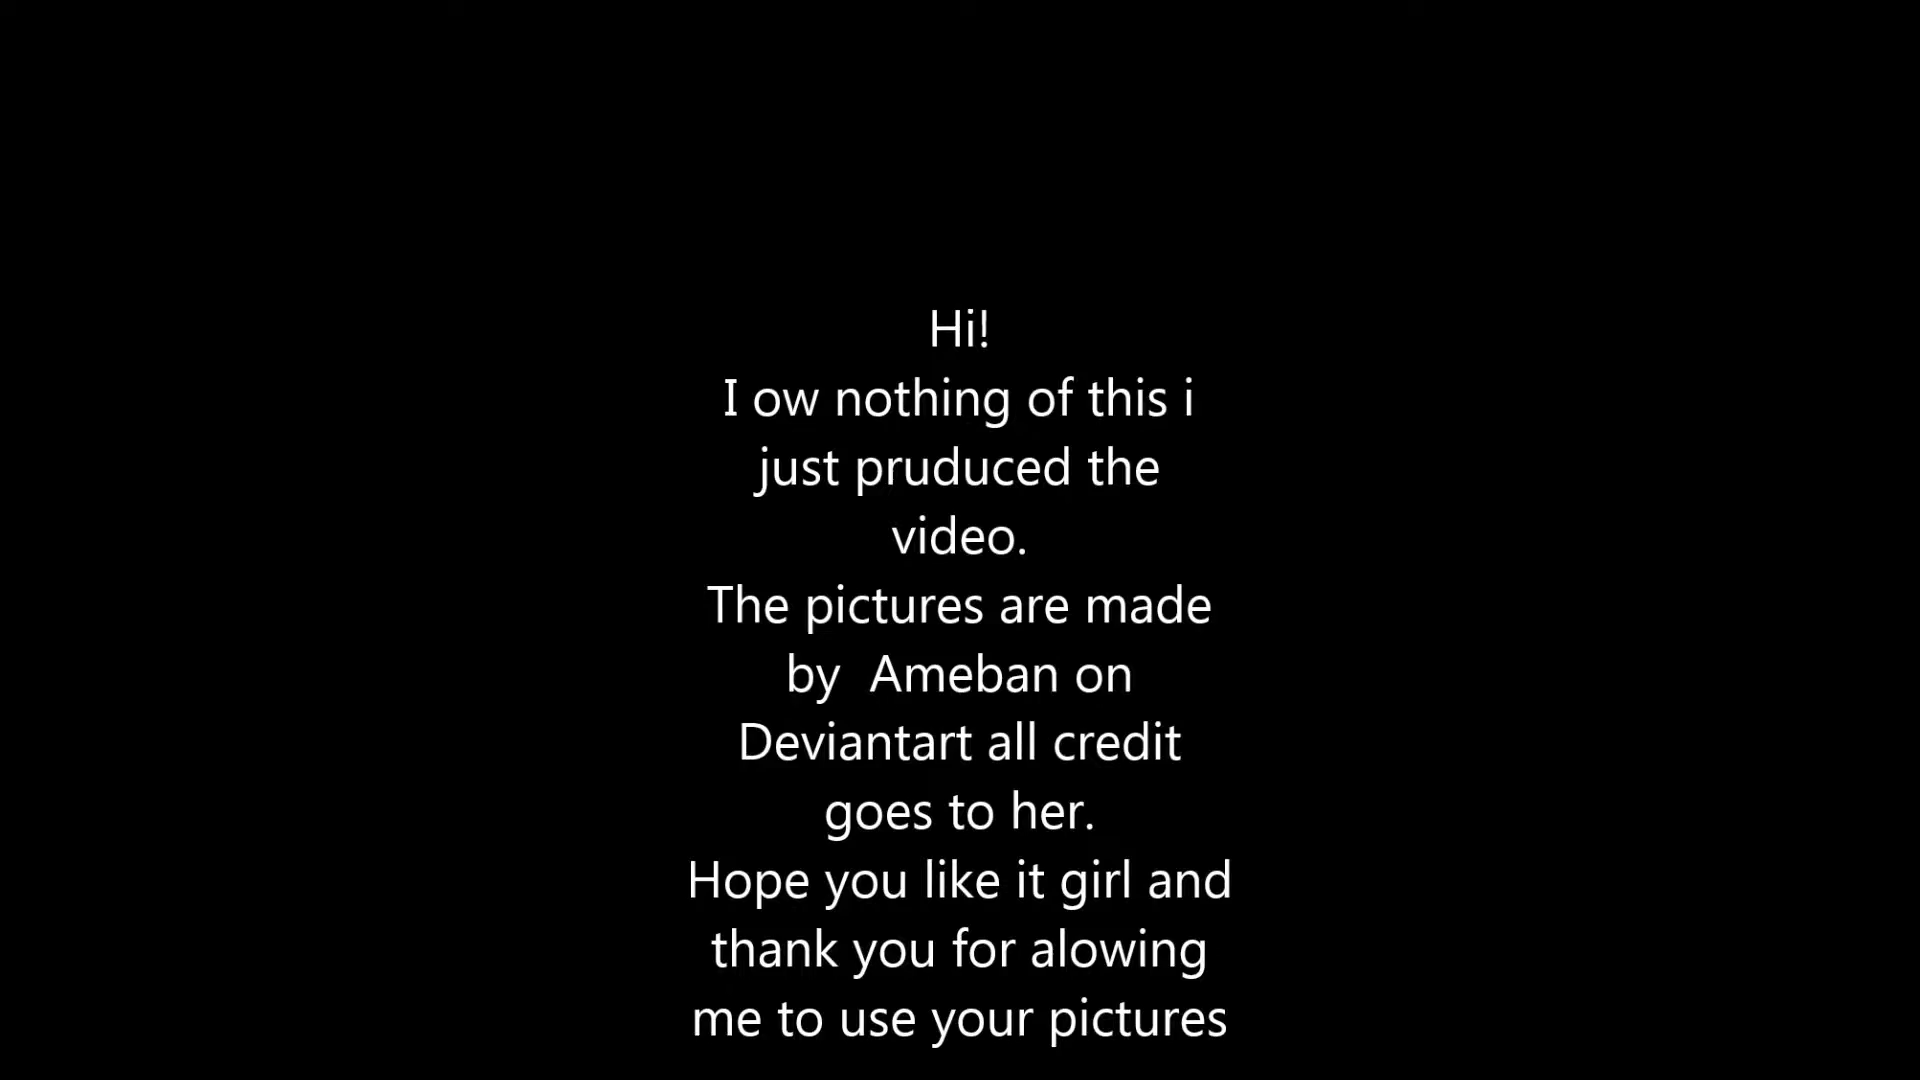 Hi!
I ow nothing of this i
just pruduced the
video.
The pictures are made
by  Ameban on
Deviantart all credit
goes to her.
Hope you like it girl and
thank you for alowing
me to use your pictures